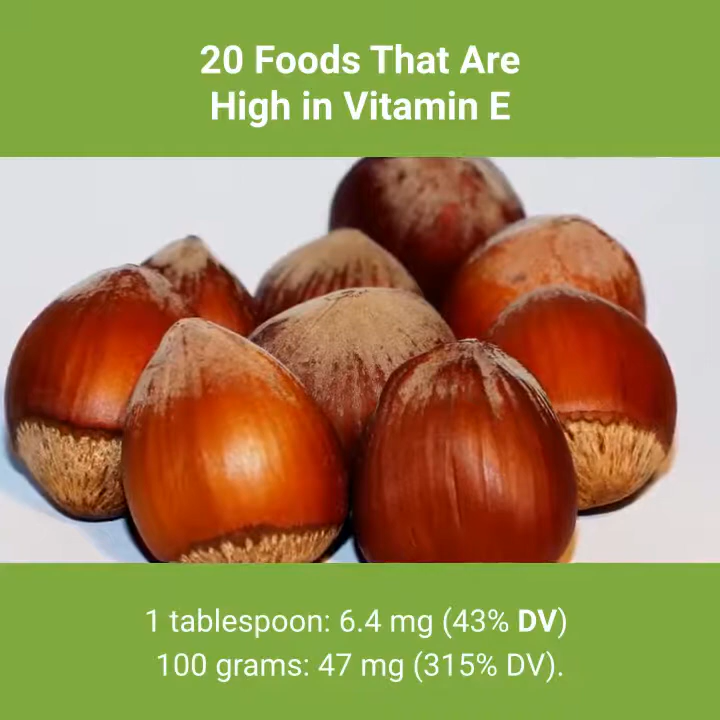 20 Foods That Are
High in Vitamin E
1 tablespoon: 6.4 mg (43% DV)
100 grams: 47 mg (315% DV).